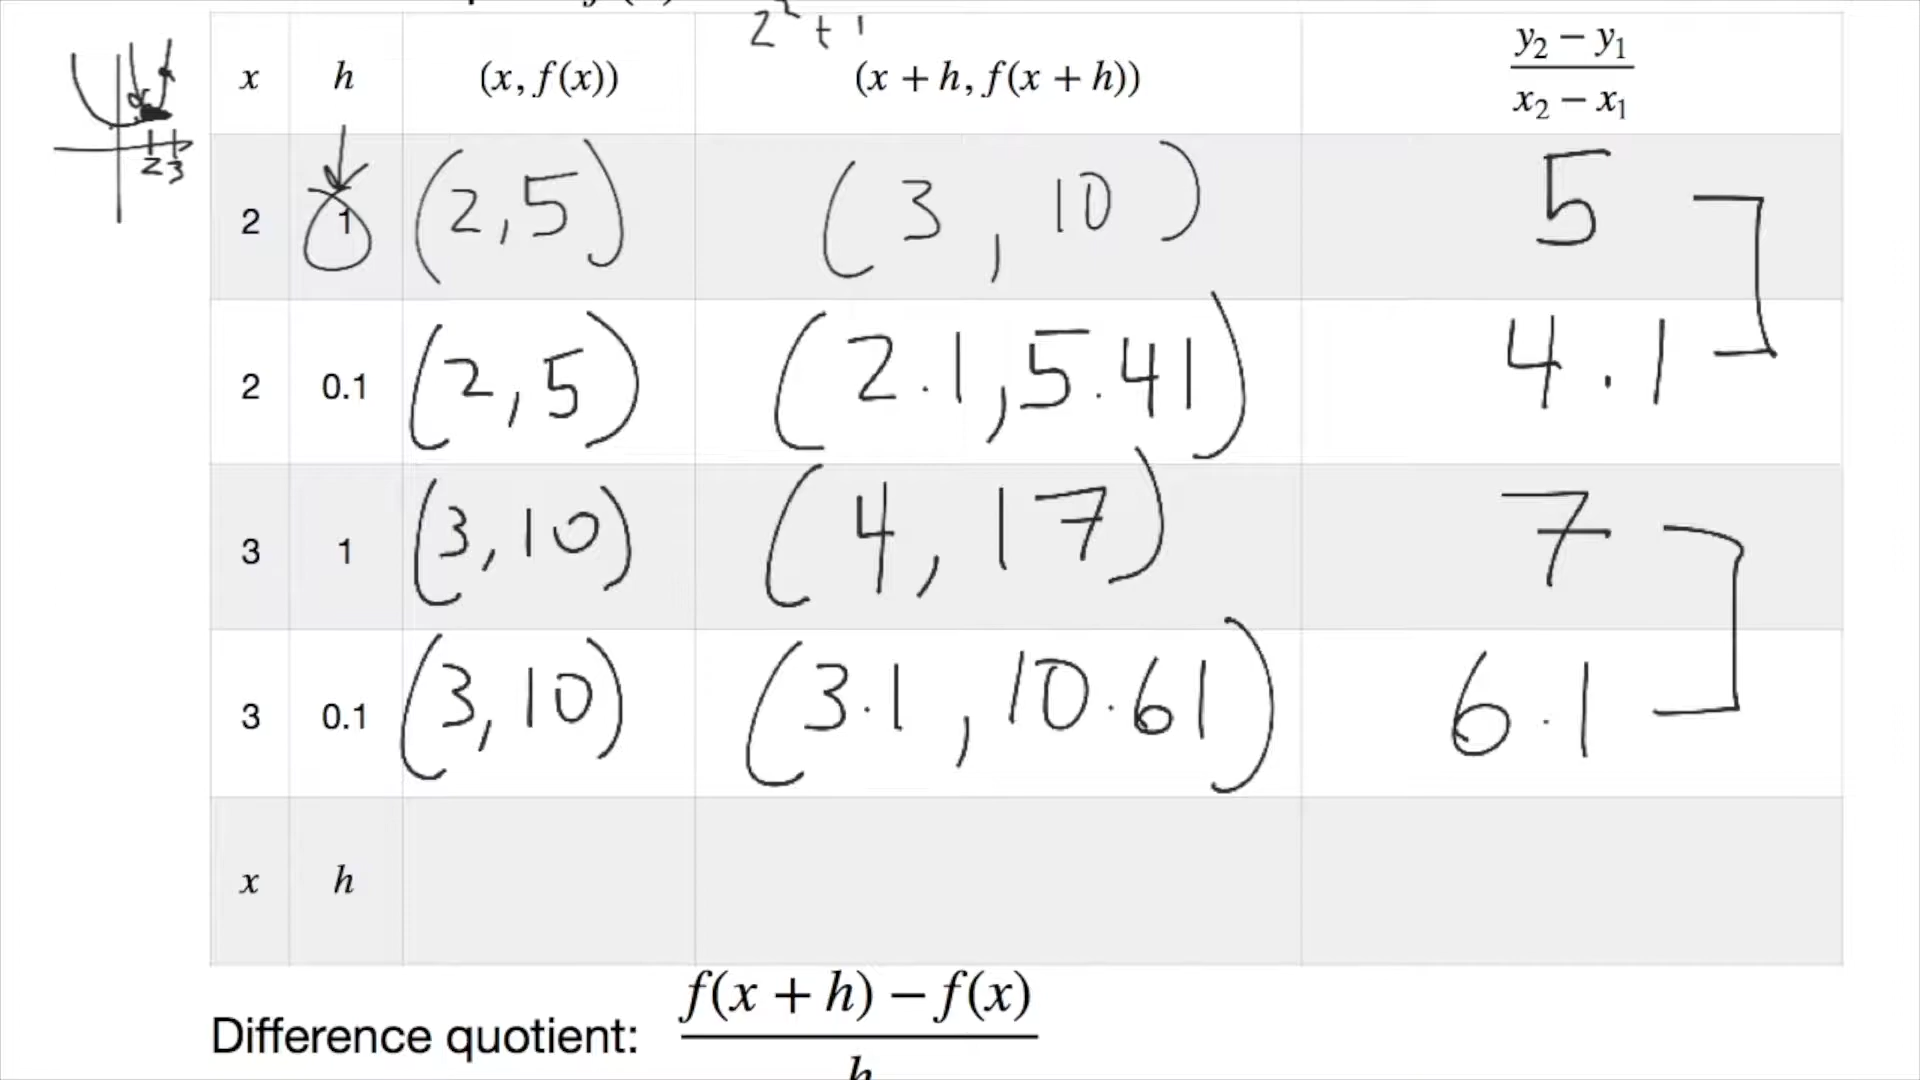 2² + 1
x h (x, f(x)) (x + h, f(x + h)) y₂ − y₁ / x₂ − x₁
2 3
2 1 (2, 5) (3, 10) 5
2 0.1 (2, 5) (2.1, 5.41) 4.1
3 1 (3, 10) (4, 17) 7
3 0.1 (3, 10) (3.1, 10.61) 6.1
x h
Difference quotient: f(x + h) − f(x) / h